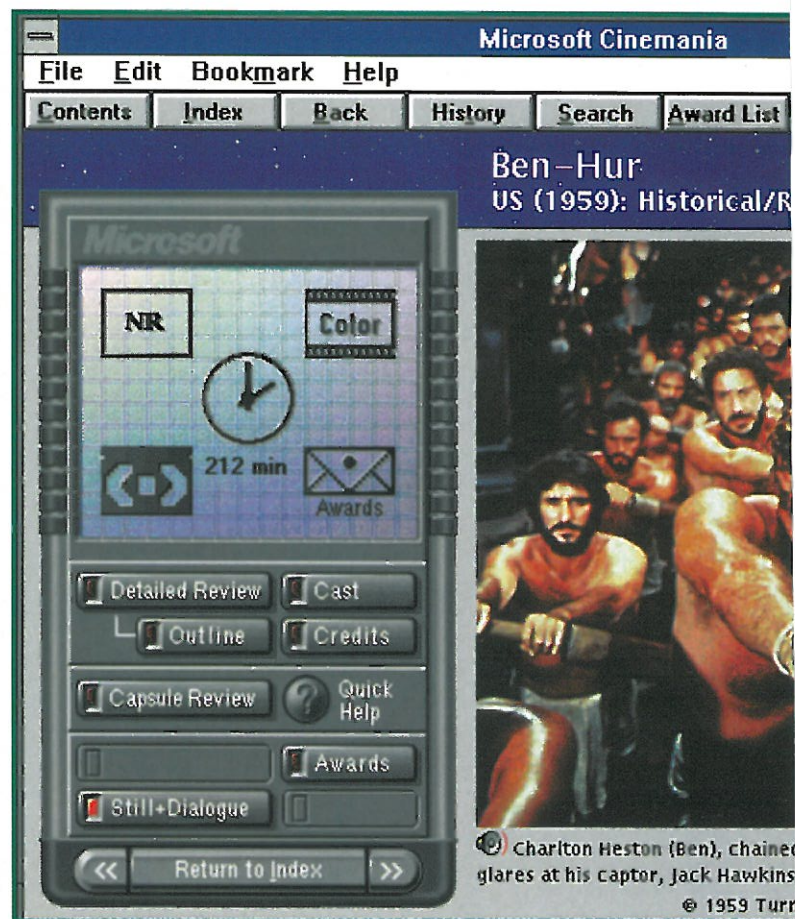 Microsoft Cinemania
File Edit Bookmark Help
Contents Index Back History Search Award List
Ben-Hur
US (1959): Historical/R
Microsoft
NR
Color
212 min
Awards
Detailed Review
Cast
Outline
Credits
Capsule Review
? Quick
Help
Awards
Still+Dialogue
<< Return to Index >>
Charlton Heston (Ben), chained
glares at his captor, Jack Hawkins
© 1959 Turn